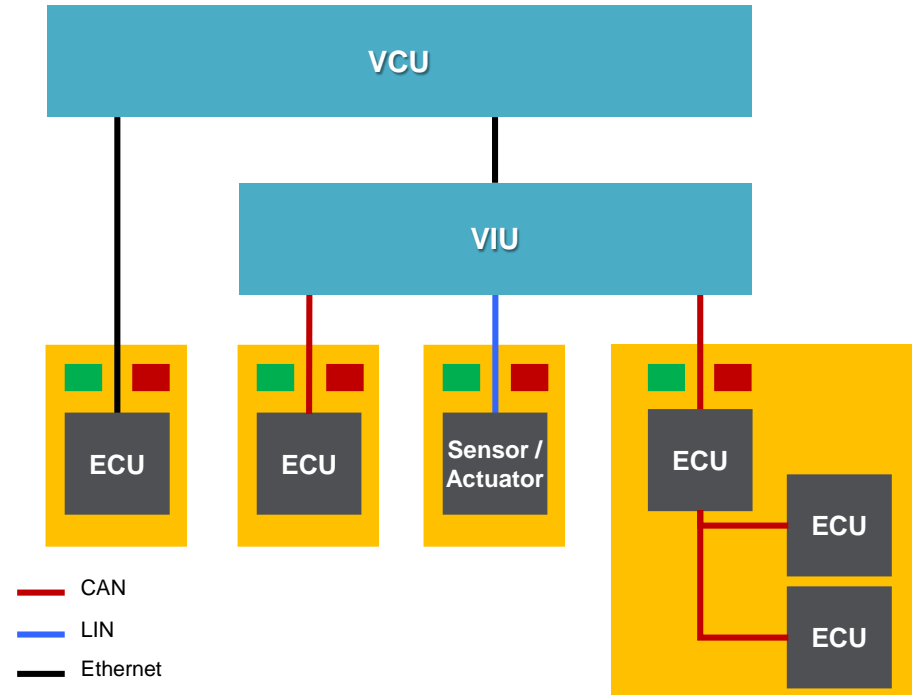 VCU
VIU
ECU
ECU
Sensor /
Actuator
ECU
ECU
ECU
CAN
LIN
Ethernet